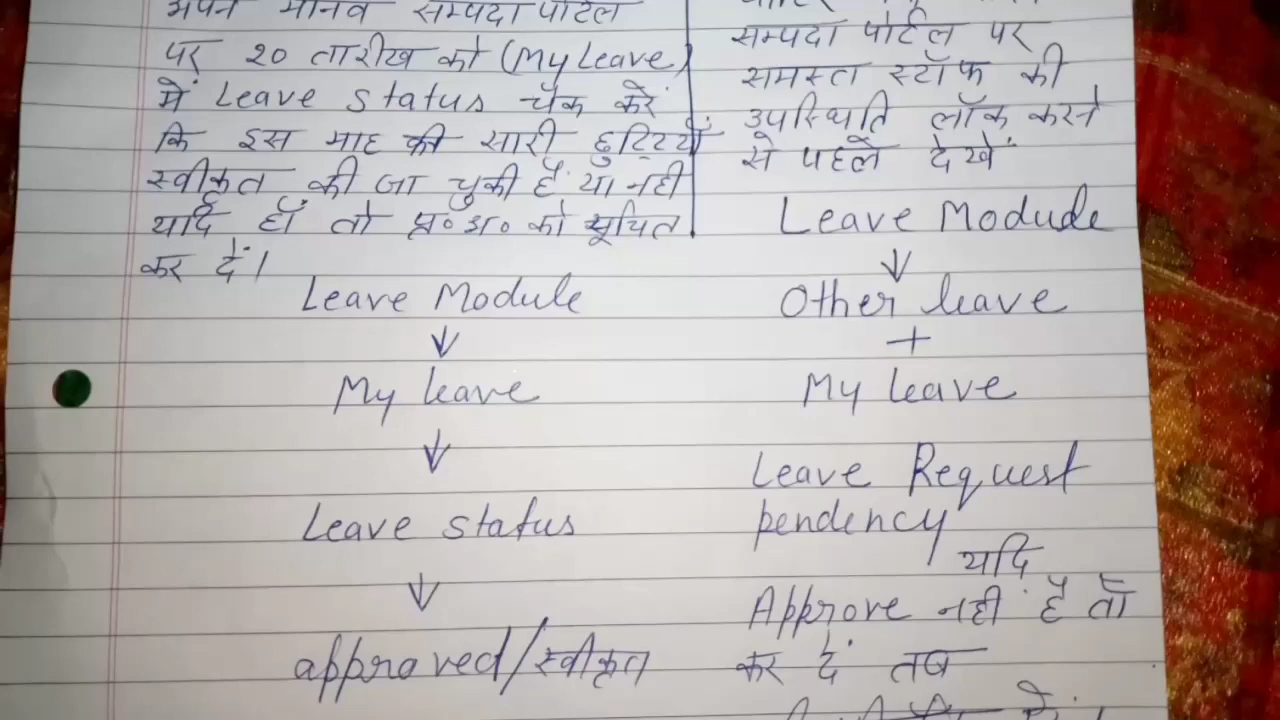 अपने मानव सम्पदा पोर्टल
पर २० तारीख को (My Leave)
में Leave status चैक करें
कि इस माह की सारी छुट्टियाँ
स्वीकृत की जा चुकी हैं या नही
यदि हाँ तो प्र॰ अ॰ को सूचित
कर दें।
Leave Module
↓
My leave
↓
Leave status
↓
approved/स्वीकृत
सम्पदा पोर्टल पर
समस्त स्टॉफ की
उपस्थिति लॉक करने
से पहले देखें
Leave Module
↓
Other leave
+
My leave
Leave Request
pendency
यदि
Approve नही है तो
कर दें तब